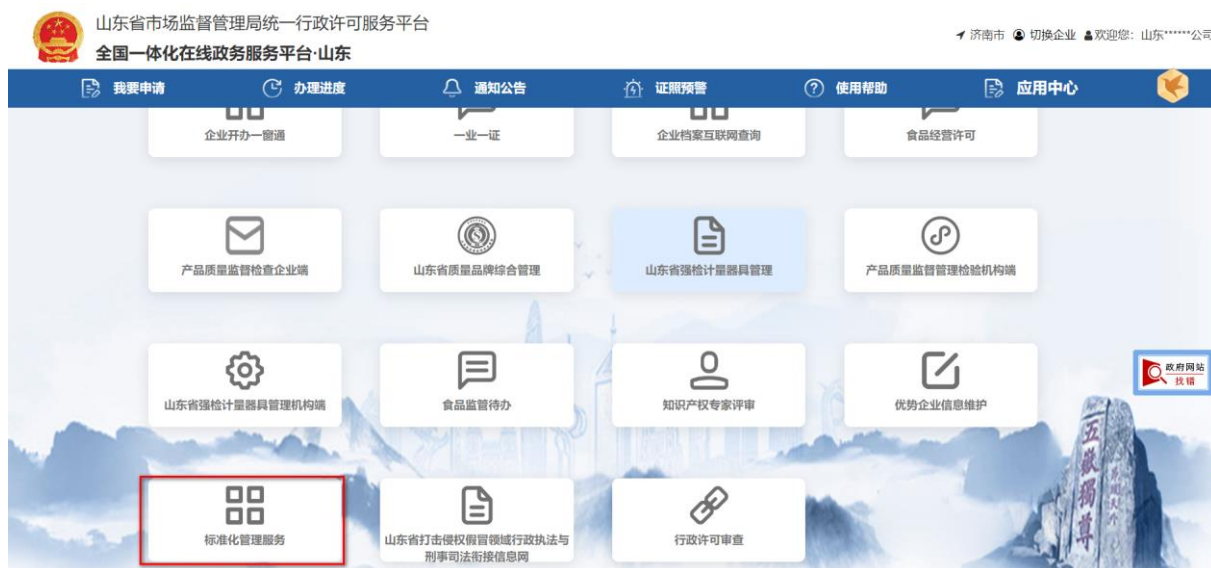 山东省市场监督管理局统一行政许可服务平台
全国一体化在线政务服务平台·山东
济南市 切换企业 欢迎您：山东******公司
我要申请 办理进度 通知公告 证照预警 使用帮助 应用中心
企业开办一窗通 一业一证 企业档案互联网查询 食品经营许可
产品质量监督检查企业端 山东省质量品牌综合管理 山东省强检计量器具管理 产品质量监督管理检验机构端
山东省强检计量器具管理机构端 食品监管待办 知识产权专家评审 优势企业信息维护
政府网站
找错
五嶽獨尊
标准化管理服务 山东省打击侵权假冒领域行政执法与 行政许可审查
刑事司法衔接信息网